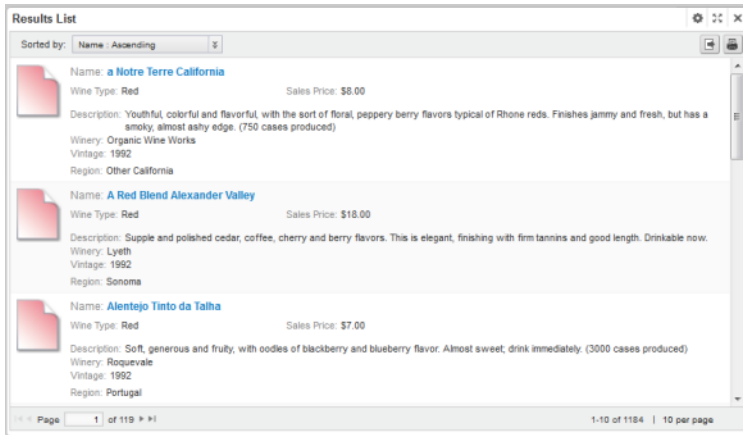 Results List
Sorted by: Name : Ascending
Name: a Notre Terre California
Wine Type: Red Sales Price: $8.00
Description: Youthful, colorful and flavorful, with the sort of floral, peppery berry flavors typical of Rhone reds. Finishes jammy and fresh, but has a
smoky, almost ashy edge. (750 cases produced)
Winery: Organic Wine Works
Vintage: 1992
Region: Other California
Name: A Red Blend Alexander Valley
Wine Type: Red Sales Price: $18.00
Description: Supple and polished cedar, coffee, cherry and berry flavors. This is elegant, finishing with firm tannins and good length. Drinkable now.
Winery: Lyeth
Vintage: 1992
Region: Sonoma
Name: Alentejo Tinto da Talha
Wine Type: Red Sales Price: $7.00
Description: Soft, generous and fruity, with oodles of blackberry and blueberry flavor. Almost sweet; drink immediately. (3000 cases produced)
Winery: Roquevale
Vintage: 1992
Region: Portugal
Page 1 of 119 1-10 of 1184 | 10 per page